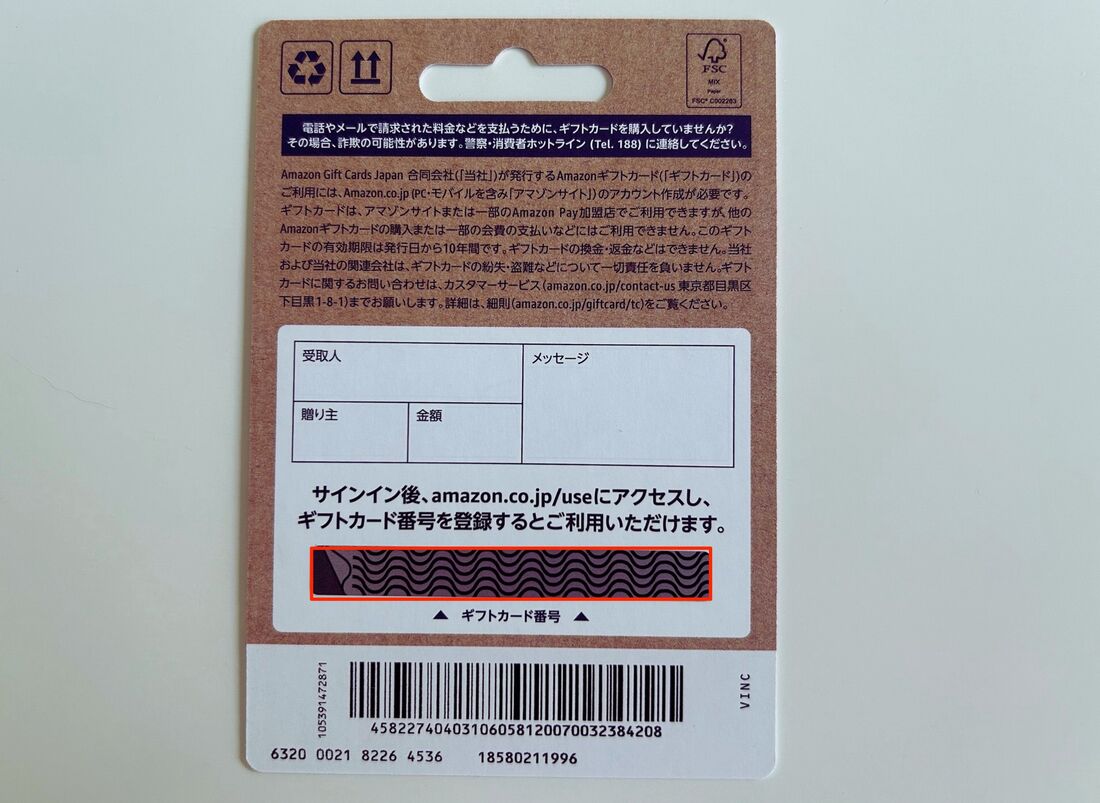 FSC
MIX
Paper
FSC® C002263
電話やメールで請求された料金などを支払うために、ギフトカードを購入していませんか?
その場合、詐欺の可能性があります。警察・消費者ホットライン (Tel. 188) に連絡してください。
Amazon Gift Cards Japan 合同会社(「当社」)が発行するAmazonギフトカード(「ギフトカード」)の
ご利用には、Amazon.co.jp (PC・モバイルを含み「アマゾンサイト」)のアカウント作成が必要です。
ギフトカードは、アマゾンサイトまたは一部のAmazon Pay加盟店でご利用できますが、他の
Amazonギフトカードの購入または一部の会費の支払いなどにはご利用できません。このギフト
カードの有効期限は発行日から10年間です。ギフトカードの換金・返金などはできません。当社
および当社の関連会社は、ギフトカードの紛失・盗難などについて一切責任を負いません。ギフト
カードに関するお問い合わせは、カスタマーサービス(amazon.co.jp/contact-us 東京都目黒区
下目黒1-8-1)までお願いします。詳細は、細則(amazon.co.jp/giftcard/tc)をご覧ください。
受取人
メッセージ
贈り主
金額
サインイン後、amazon.co.jp/useにアクセスし、
ギフトカード番号を登録するとご利用いただけます。
▲ ギフトカード番号 ▲
105391472871
VINC
45822740403106058120070032384208
6320 0021 8226 4536
18580211996